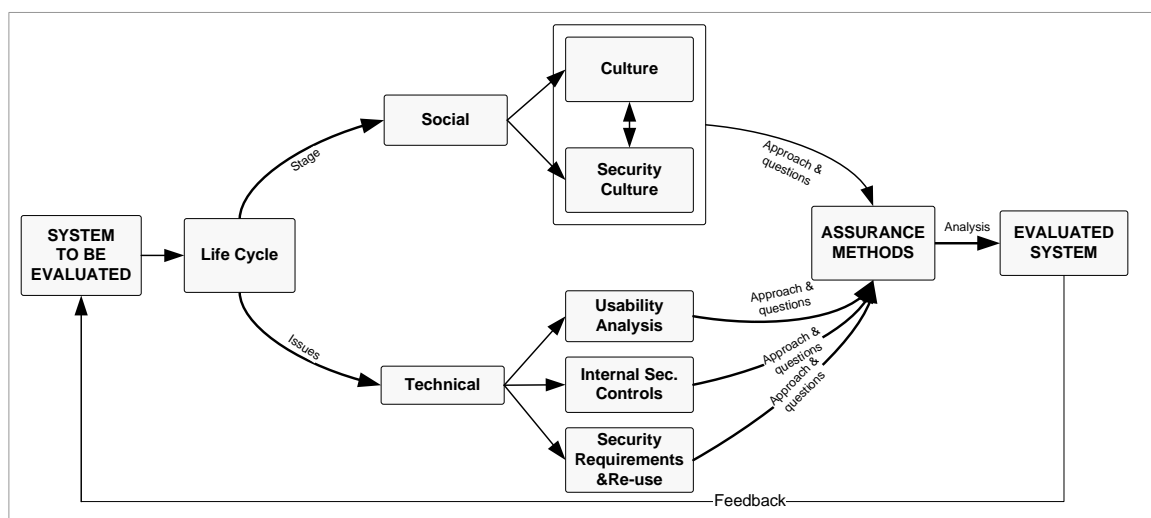 SYSTEM
TO BE
EVALUATED
Life Cycle
Stage
Issues
Social
Technical
Culture
Security
Culture
Usability
Analysis
Internal Sec.
Controls
Security
Requirements
&Re-use
Approach &
questions
Approach &
questions
Approach &
questions
Approach &
questions
ASSURANCE
METHODS
Analysis
EVALUATED
SYSTEM
Feedback